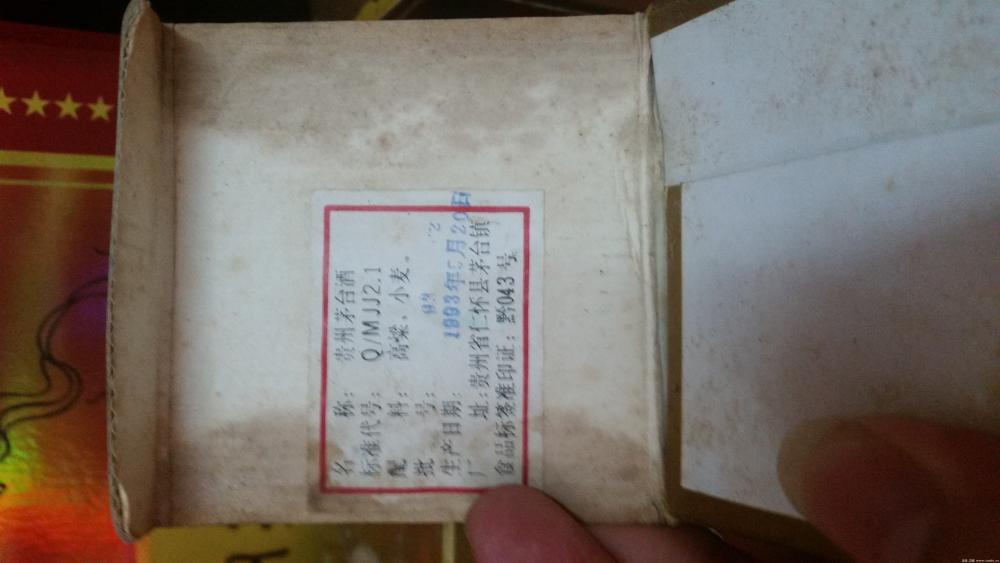 名 称: 贵州茅台酒
标准代号: Q/MJJ2.1
配 料: 高粱、小麦。
批 号: 93
生产日期: 1993年 月20日
厂 址: 贵州省仁怀县茅台镇
食品标签准印证: 黔043号